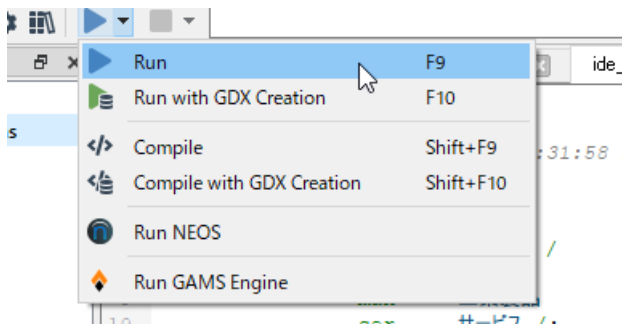 ide_
Run F9
Run with GDX Creation F10
Compile Shift+F9
:31:58
Compile with GDX Creation Shift+F10
Run NEOS
/
Run GAMS Engine
サービス /;